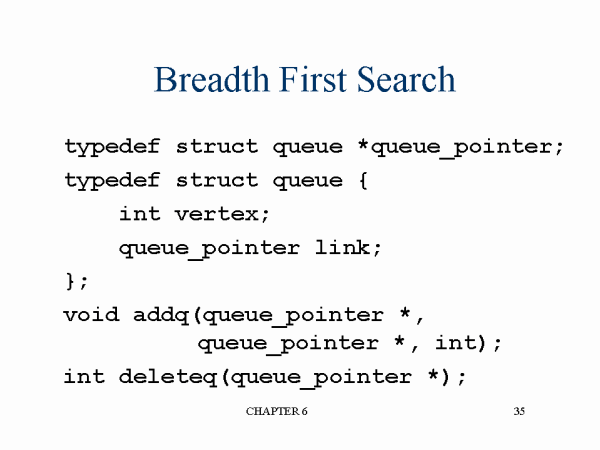 Breadth First Search
typedef struct queue *queue_pointer;
typedef struct queue {
int vertex;
queue_pointer link;
};
void addq(queue_pointer *,
queue_pointer *, int);
int deleteq(queue_pointer *);
CHAPTER 6
35